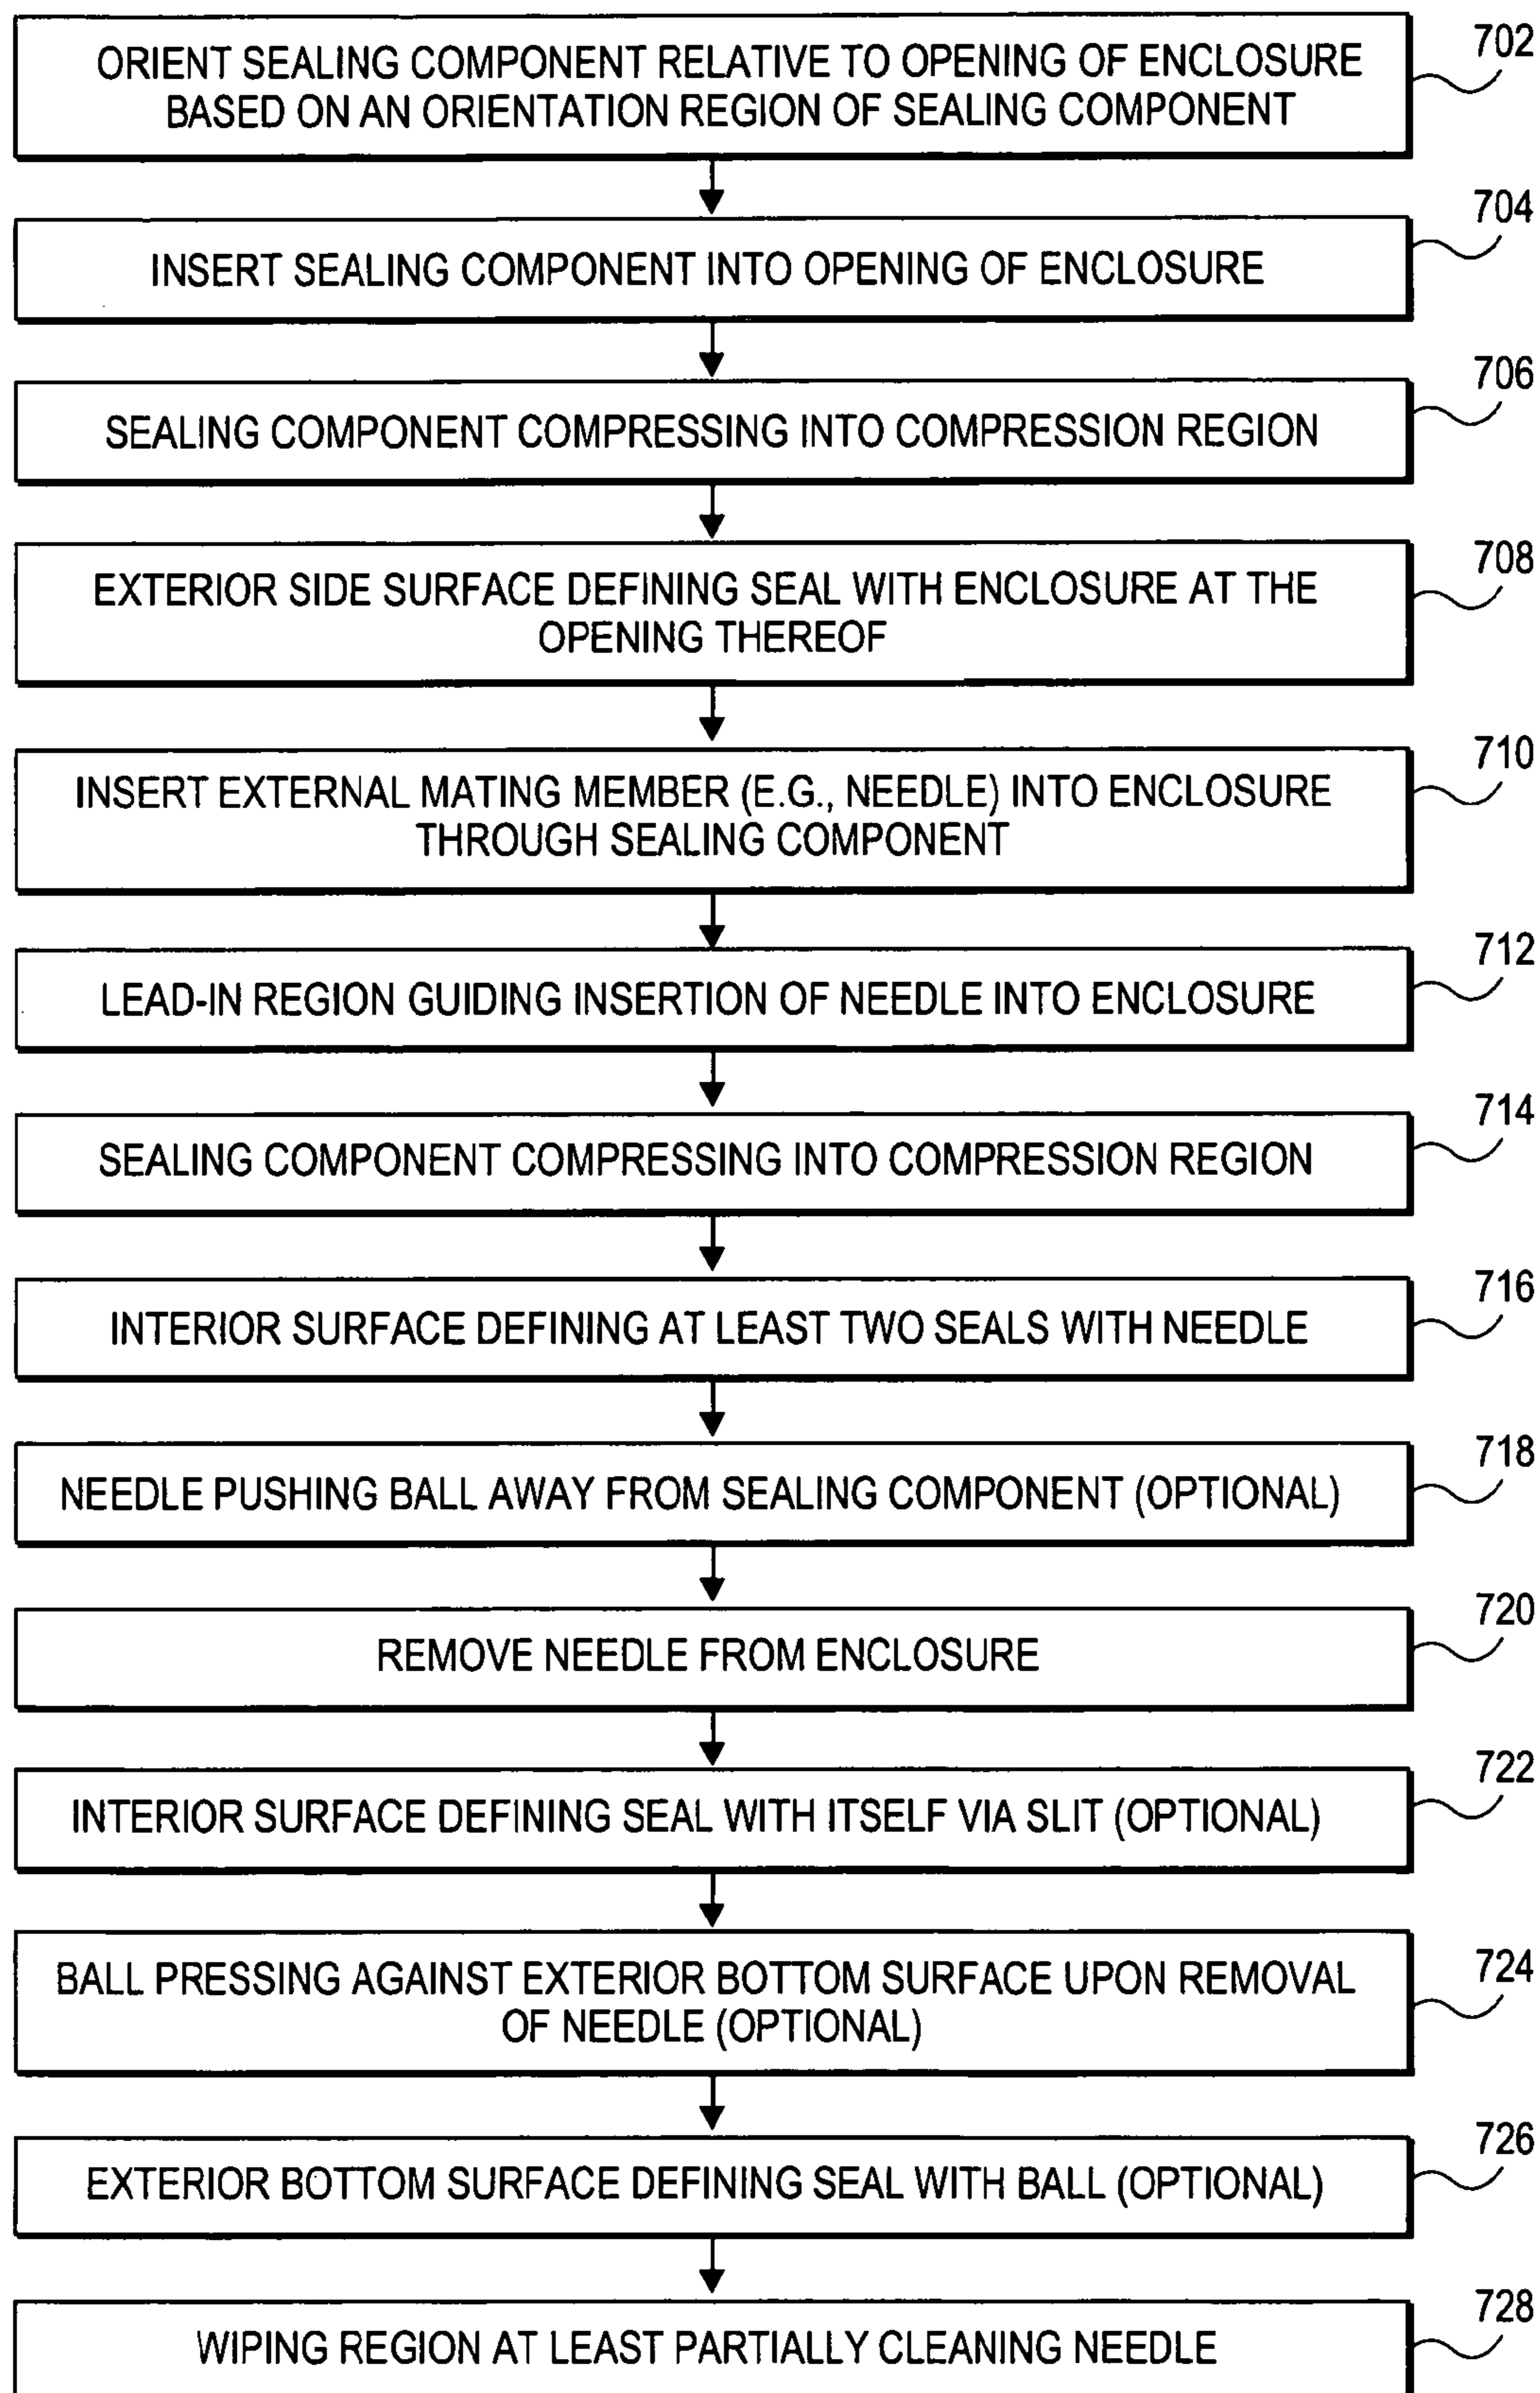 702
ORIENT SEALING COMPONENT RELATIVE TO OPENING OF ENCLOSURE
BASED ON AN ORIENTATION REGION OF SEALING COMPONENT
704
INSERT SEALING COMPONENT INTO OPENING OF ENCLOSURE
706
SEALING COMPONENT COMPRESSING INTO COMPRESSION REGION
708
EXTERIOR SIDE SURFACE DEFINING SEAL WITH ENCLOSURE AT THE
OPENING THEREOF
710
INSERT EXTERNAL MATING MEMBER (E.G., NEEDLE) INTO ENCLOSURE
THROUGH SEALING COMPONENT
712
LEAD-IN REGION GUIDING INSERTION OF NEEDLE INTO ENCLOSURE
714
SEALING COMPONENT COMPRESSING INTO COMPRESSION REGION
716
INTERIOR SURFACE DEFINING AT LEAST TWO SEALS WITH NEEDLE
718
NEEDLE PUSHING BALL AWAY FROM SEALING COMPONENT (OPTIONAL)
720
REMOVE NEEDLE FROM ENCLOSURE
722
INTERIOR SURFACE DEFINING SEAL WITH ITSELF VIA SLIT (OPTIONAL)
724
BALL PRESSING AGAINST EXTERIOR BOTTOM SURFACE UPON REMOVAL
OF NEEDLE (OPTIONAL)
726
EXTERIOR BOTTOM SURFACE DEFINING SEAL WITH BALL (OPTIONAL)
728
WIPING REGION AT LEAST PARTIALLY CLEANING NEEDLE